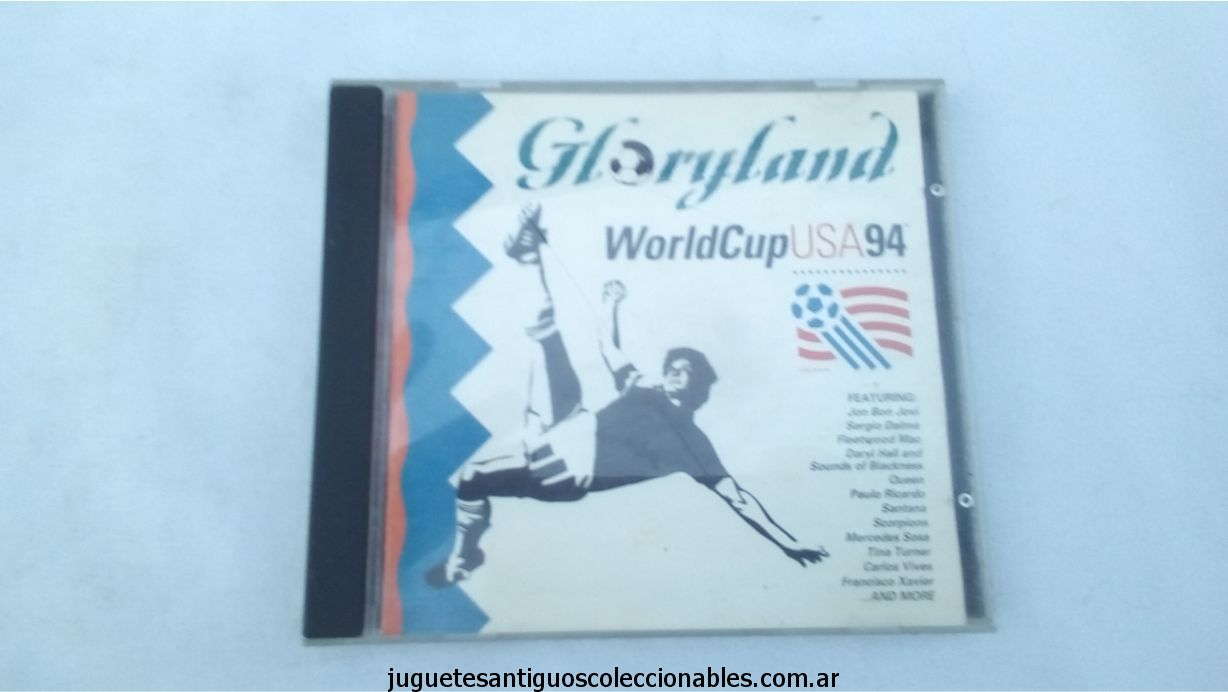 Gloryland
WorldCupUSA94
FEATURING:
Jon Bon Jovi
Sergio Dalma
Fleetwood Mac
Daryl Hall and
Sounds of Blackness
Queen
Paulo Ricardo
Santana
Scorpions
Mercedes Sosa
Tina Turner
Carlos Vives
Francisco Xavier
...AND MORE
juguetesantiguoscoleccionables.com.ar